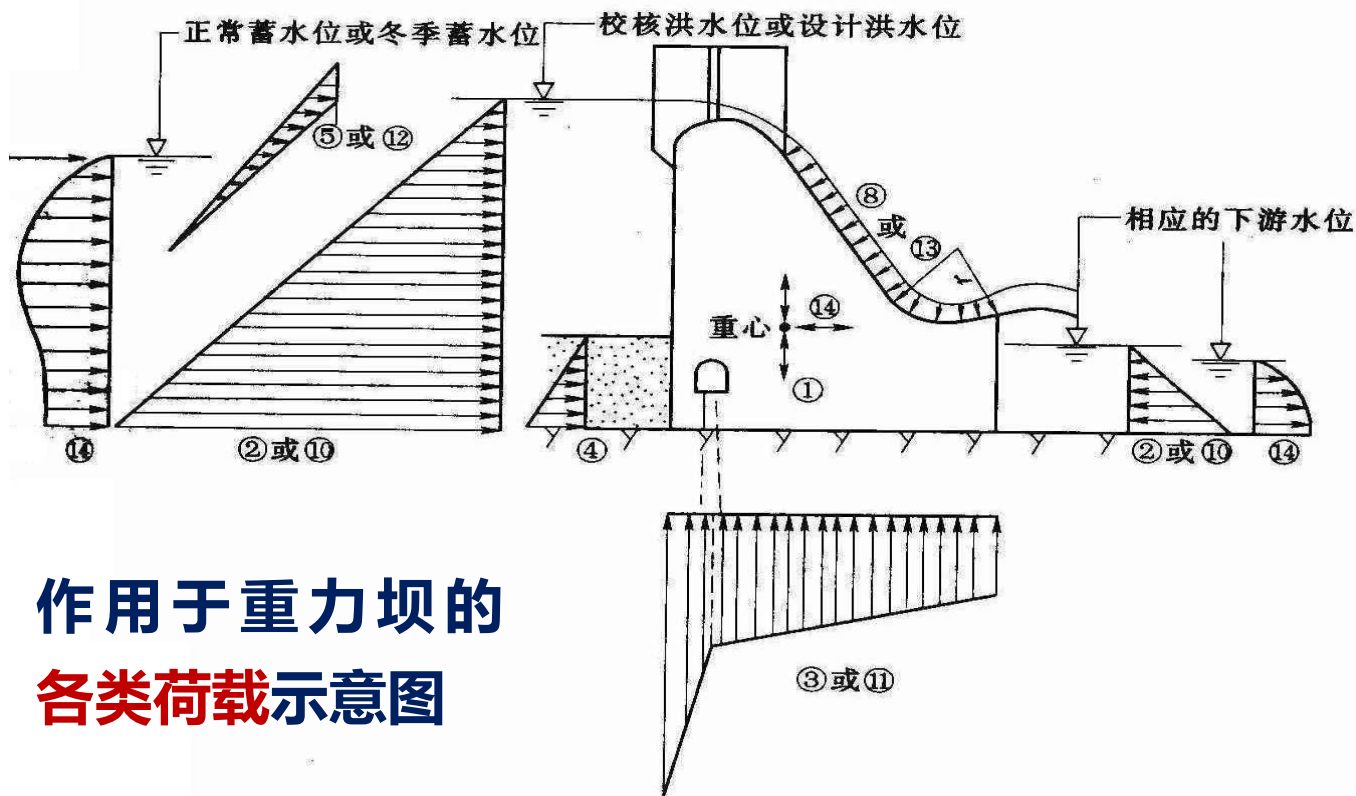 正常蓄水位或冬季蓄水位
校核洪水位或设计洪水位
⑤或⑫
⑧
或
⑬
相应的下游水位
r
重心
⑭
①
⑭
②或⑩
④
②或⑩
⑭
③或⑪
作用于重力坝的
各类荷载示意图